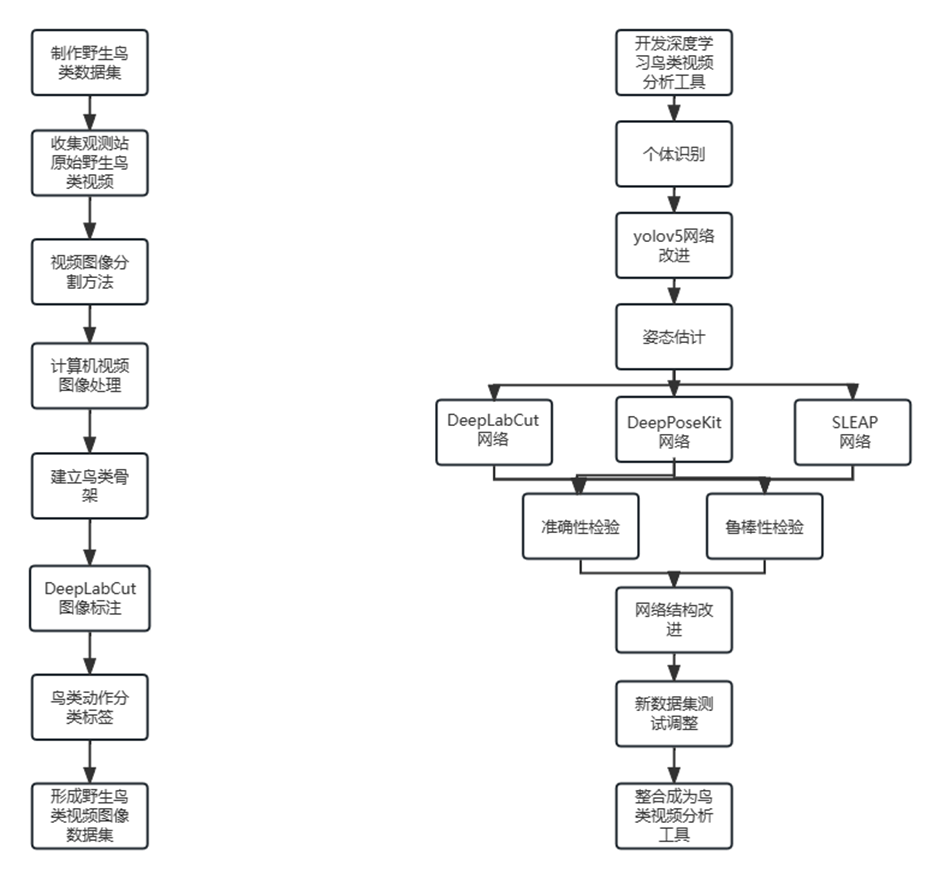 制作野生鸟
类数据集
收集观测站
原始野生鸟
类视频
视频图像分
割方法
计算机视频
图像处理
建立鸟类骨
架
DeepLabCut
图像标注
鸟类动作分
类标签
形成野生鸟
类视频图像
数据集
开发深度学
习鸟类视频
分析工具
个体识别
yolov5网络
改进
姿态估计
DeepLabCut
网络
DeepPoseKit
网络
SLEAP
网络
准确性检验
鲁棒性检验
网络结构改
进
新数据集测
试调整
整合成为鸟
类视频分析
工具